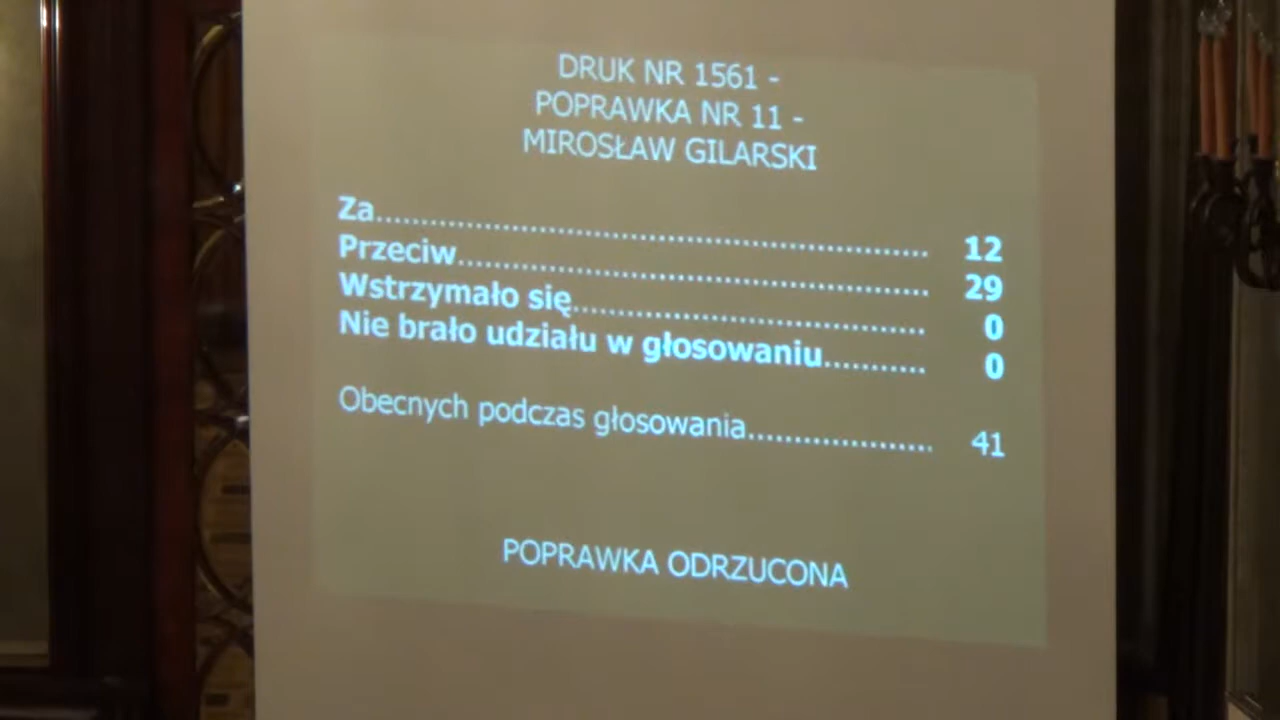 DRUK NR 1561 -
POPRAWKA NR 11 -
MIROSŁAW GILARSKI
Za.............................................................. 12
Przeciw.................................................... 29
Wstrzymało się....................................... 0
Nie brało udziału w głosowaniu........... 0
Obecnych podczas głosowania.................... 41
POPRAWKA ODRZUCONA